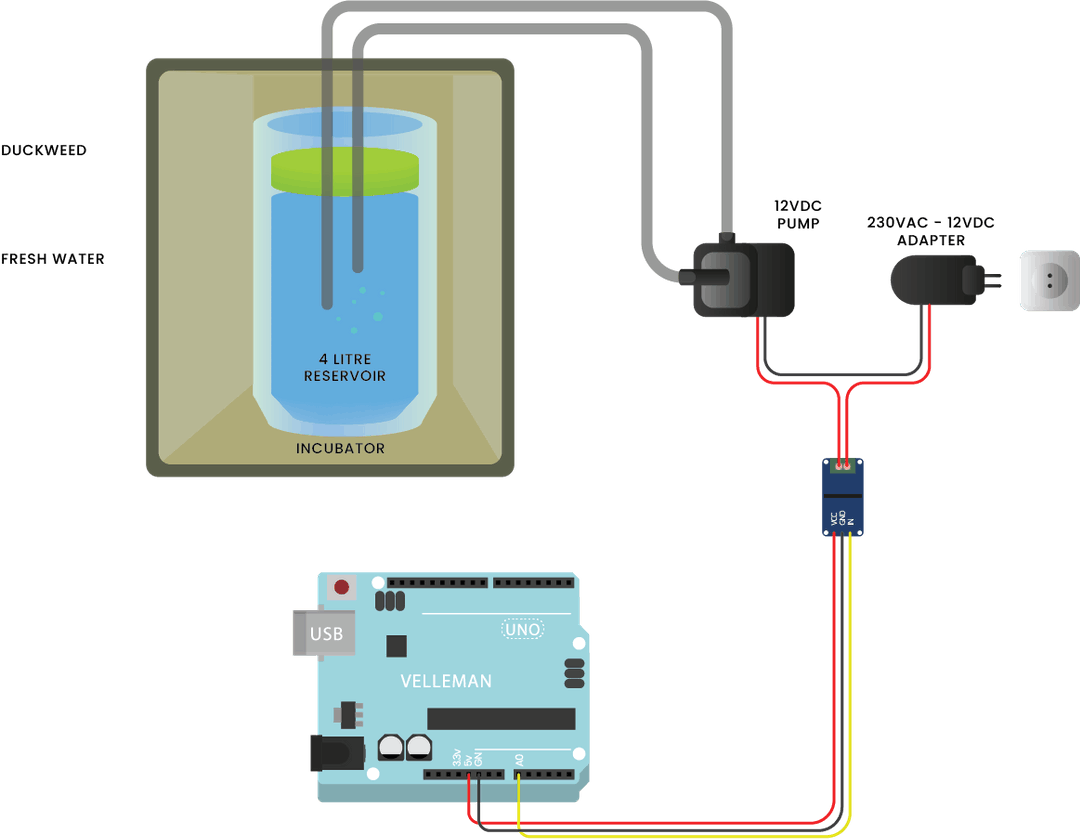 DUCKWEED
FRESH WATER
4 LITRE
RESERVOIR
INCUBATOR
12VDC
PUMP
230VAC - 12VDC
ADAPTER
VCC
GND
IN
USB
UNO
VELLEMAN
3.3V
5V
GN
A0